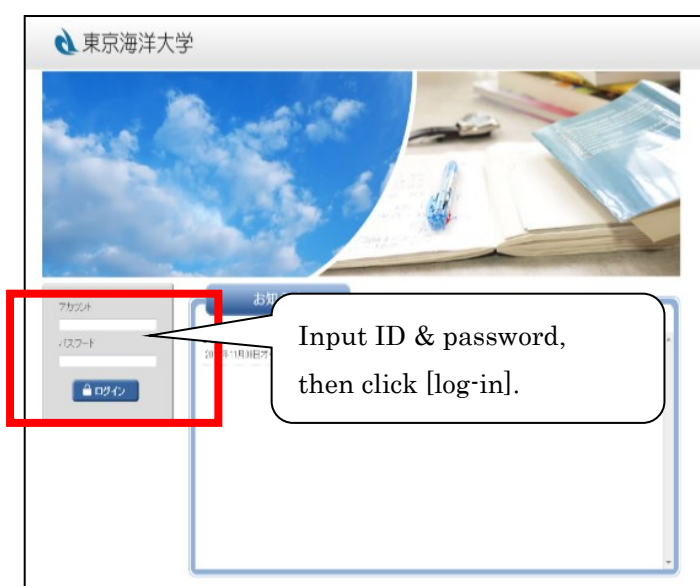 東京海洋大学
アカウント
お知
パスワード
ログイン
Input ID & password,
then click [log-in].